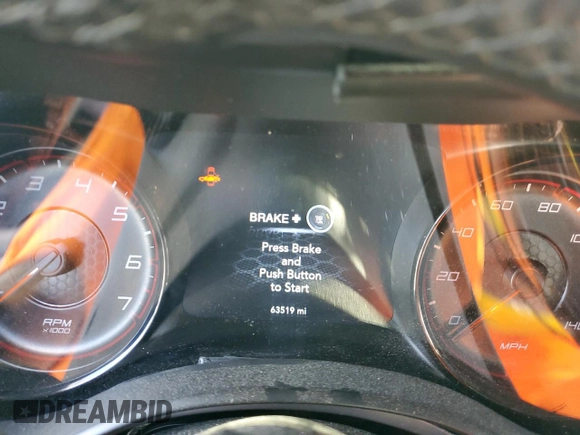 3 4 5
2 6
7
RPM
X1000
BRAKE +
Press Brake
and
Push Button
to Start
63519 mi
60 80
40
20
0
140
MPH
DREAMBID